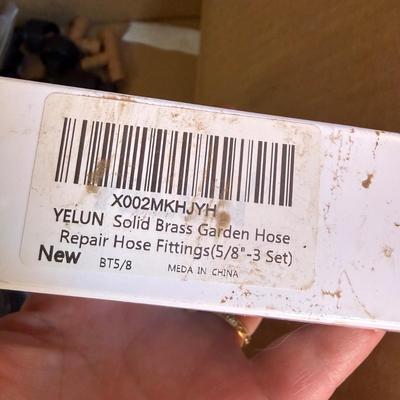 X002MKHJYH
YELUN Solid Brass Garden Hose
Repair Hose Fittings(5/8"-3 Set)
New BT5/8 MEDA IN CHINA